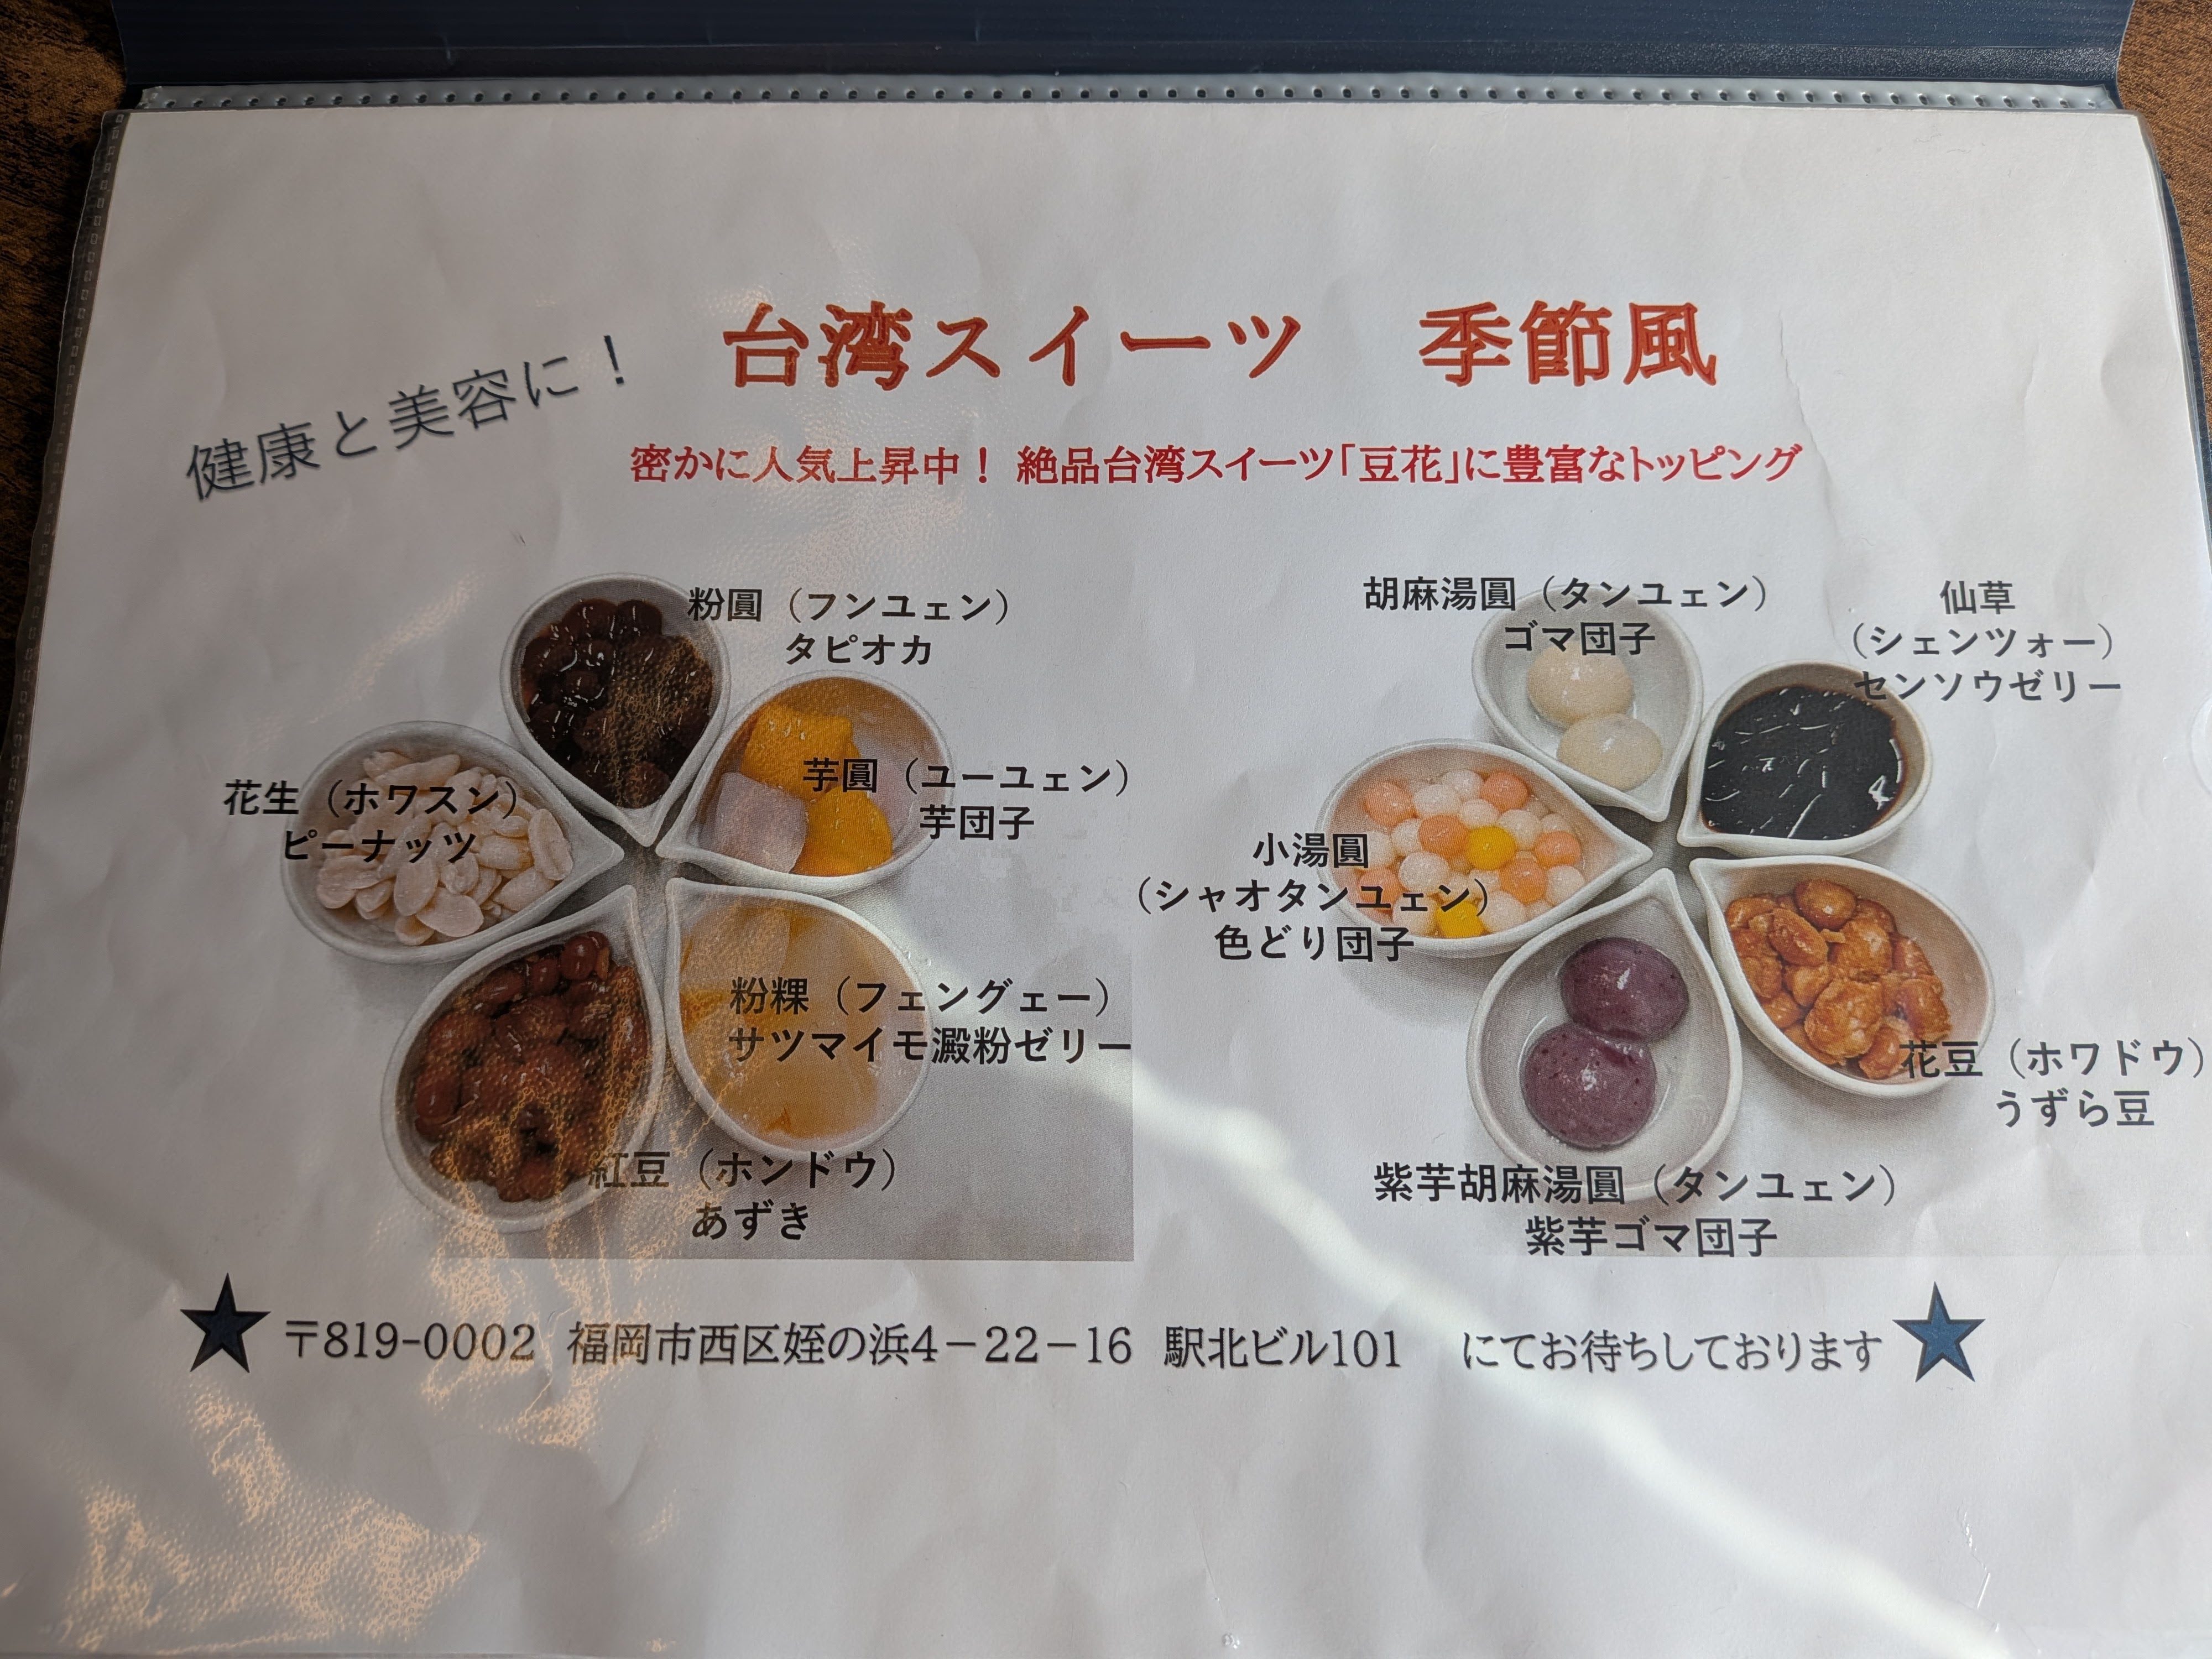 健康と美容に！
台湾スイーツ　季節風
密かに人気上昇中！ 絶品台湾スイーツ「豆花」に豊富なトッピング
粉圓（フンユェン）
タピオカ
芋圓（ユーユェン）
芋団子
花生（ホワスン）
ピーナッツ
粉粿（フェングェー）
サツマイモ澱粉ゼリー
紅豆（ホンドウ）
あずき
胡麻湯圓（タンユェン）
ゴマ団子
仙草
（シェンツォー）
センソウゼリー
小湯圓
（シャオタンユェン）
色どり団子
花豆（ホワドウ）
うずら豆
紫芋胡麻湯圓（タンユェン）
紫芋ゴマ団子
★〒819-0002 福岡市西区姪の浜4－22－16 駅北ビル101　にてお待ちしております★